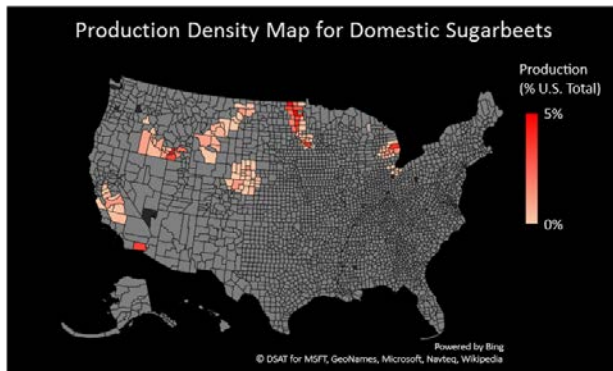 Production Density Map for Domestic Sugarbeets
Production
(% U.S. Total)
5%
0%
Powered by Bing
© DSAT for MSFT, GeoNames, Microsoft, Navteq, Wikipedia